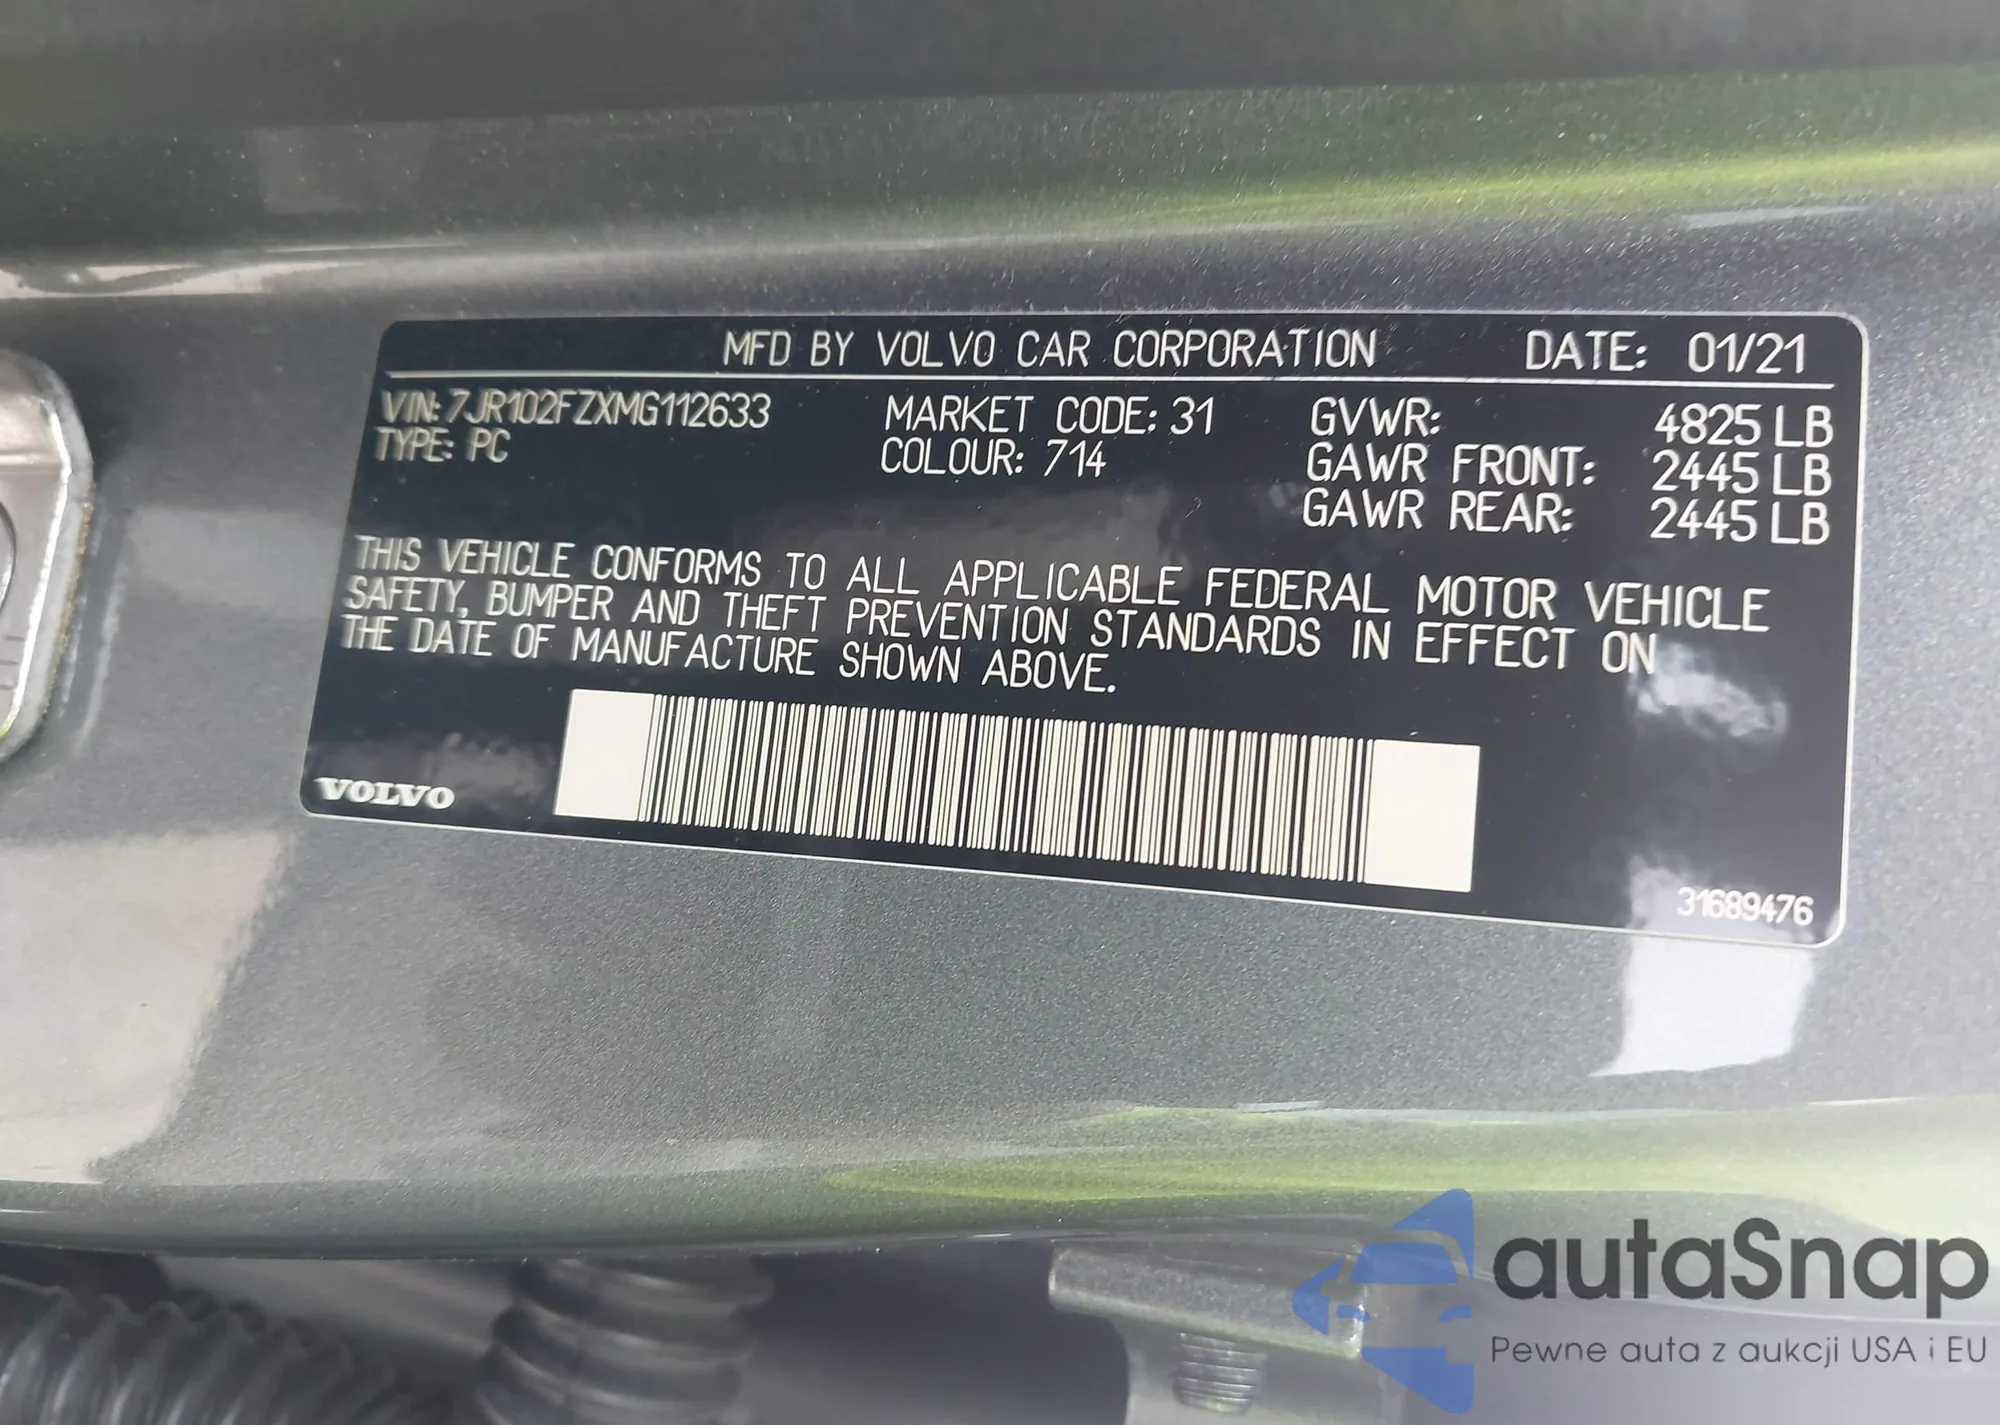 MFD BY VOLVO CAR CORPORATION DATE: 01/21
VIN: 7JR102FZXMG112633 MARKET CODE: 31 GVWR: 4825 LB
TYPE: PC COLOUR: 714 GAWR FRONT: 2445 LB
GAWR REAR: 2445 LB
THIS VEHICLE CONFORMS TO ALL APPLICABLE FEDERAL MOTOR VEHICLE
SAFETY, BUMPER AND THEFT PREVENTION STANDARDS IN EFFECT ON
THE DATE OF MANUFACTURE SHOWN ABOVE.
VOLVO
31689476
autaSnap
Pewne auta z aukcji USA i EU